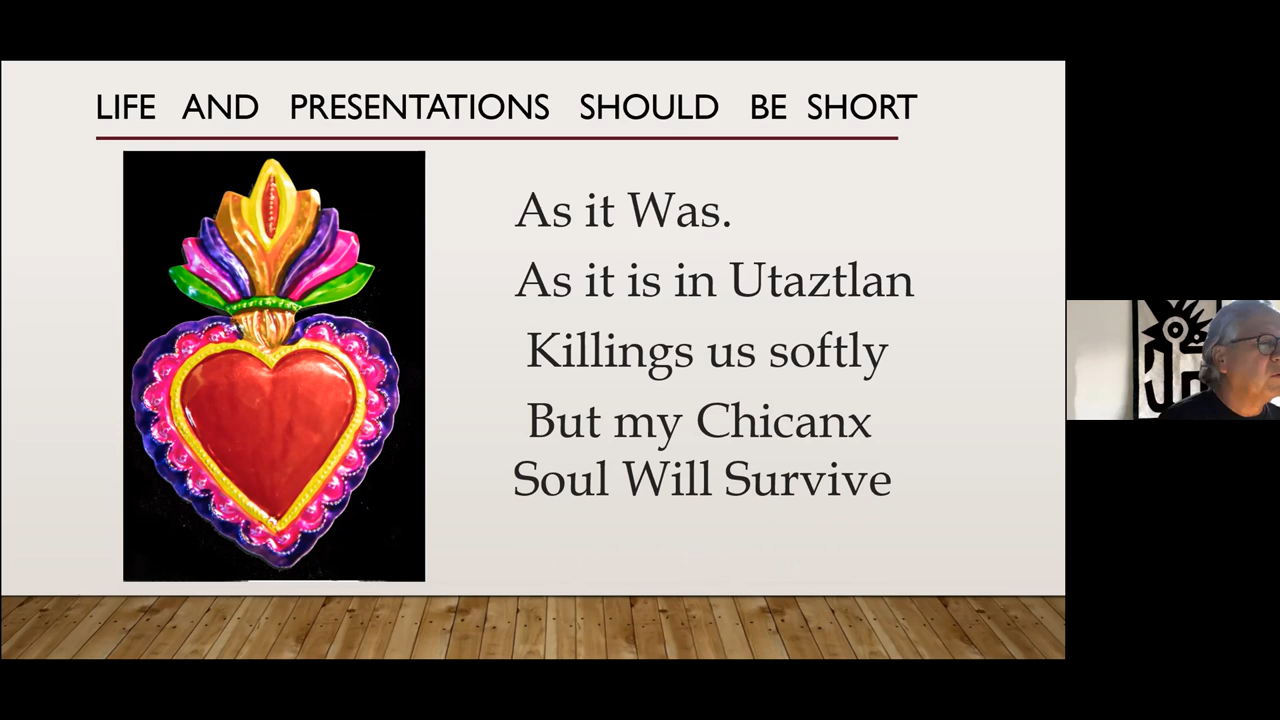 LIFE AND PRESENTATIONS SHOULD BE SHORT
As it Was.
As it is in Utaztlan
Killings us softly
But my Chicanx
Soul Will Survive